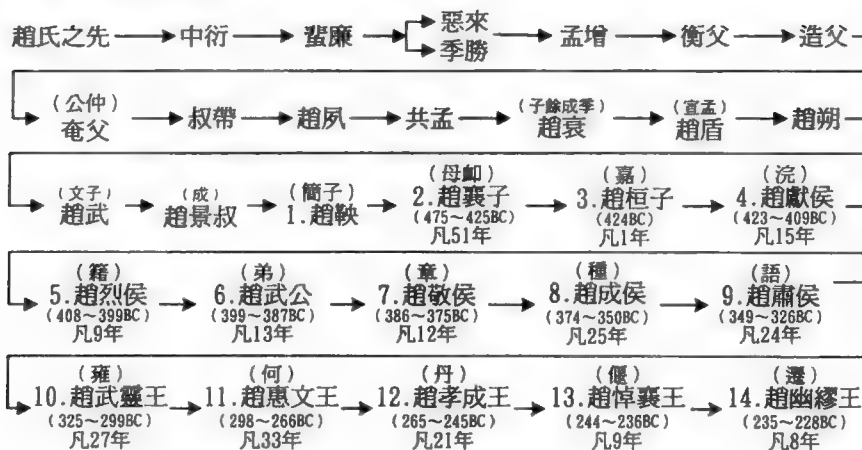 惡來
趙氏之先 中衍 蜚廉 孟增 衡父 造父
季勝
(公仲) (子餘成季) (宣孟)
奄父 叔帶 趙夙 共孟 趙衰 趙盾 趙朔
(文子) (成) (簡子) (母卹) (嘉) (浣)
趙武 趙景叔 1.趙鞅 2.趙襄子 3.趙桓子 4.趙獻侯
(475~425BC) (424BC) (423~409BC)
凡51年 凡1年 凡15年
(籍) (弟) (章) (種) (語)
5.趙烈侯 6.趙武公 7.趙敬侯 8.趙成侯 9.趙肅侯
(408~399BC) (399~387BC) (386~375BC) (374~350BC) (349~326BC)
凡9年 凡13年 凡12年 凡25年 凡24年
(雍) (何) (丹) (偃) (遷)
10.趙武靈王 11.趙惠文王 12.趙孝成王 13.趙悼襄王 14.趙幽繆王
(325~299BC) (298~266BC) (265~245BC) (244~236BC) (235~228BC)
凡27年 凡33年 凡21年 凡9年 凡8年